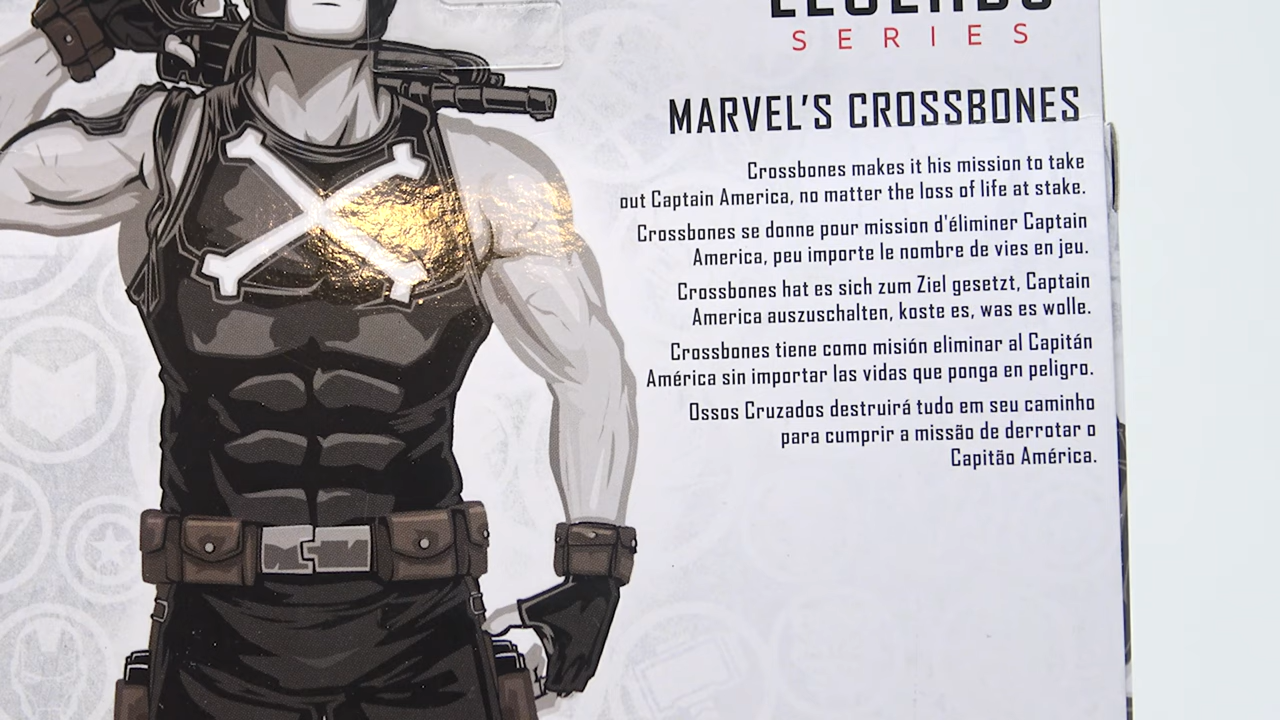 LEGENDS
SERIES
MARVEL'S CROSSBONES
Crossbones makes it his mission to take
out Captain America, no matter the loss of life at stake.
Crossbones se donne pour mission d'éliminer Captain
America, peu importe le nombre de vies en jeu.
Crossbones hat es sich zum Ziel gesetzt, Captain
America auszuschalten, koste es, was es wolle.
Crossbones tiene como misión eliminar al Capitán
América sin importar las vidas que ponga en peligro.
Ossos Cruzados destruirá tudo em seu caminho
para cumprir a missão de derrotar o
Capitão América.